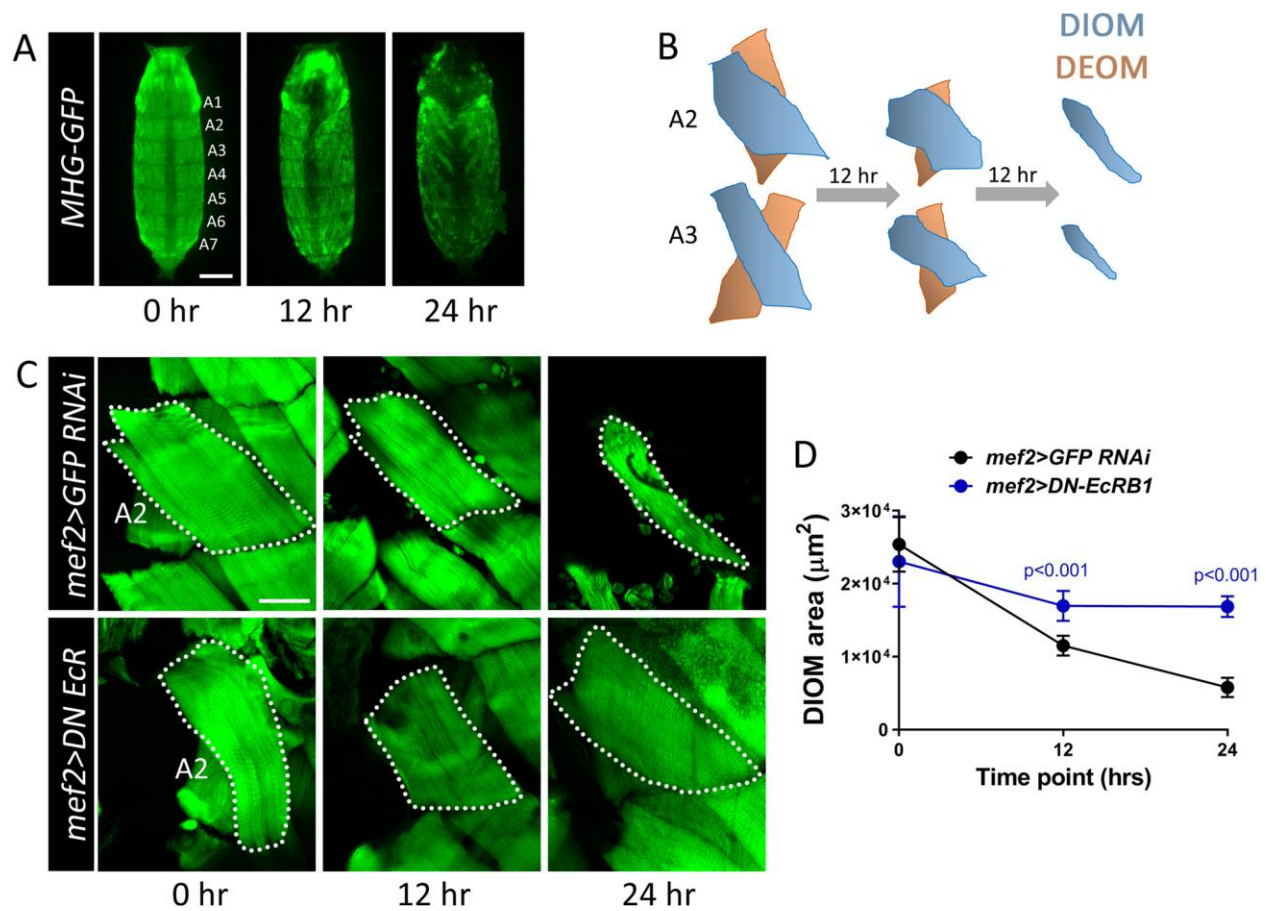 A
MHG-GFP
A1
A2
A3
A4
A5
A6
A7
0 hr
12 hr
24 hr
B
DIOM
DEOM
A2
A3
12 hr
12 hr
C
mef2>GFP RNAi
A2
mef2>DN EcR
A2
0 hr
12 hr
24 hr
D
mef2>GFP RNAi
mef2>DN-EcRB1
DIOM area (μm²)
3×10⁴
2×10⁴
1×10⁴
0
p<0.001
p<0.001
0
12
24
Time point (hrs)